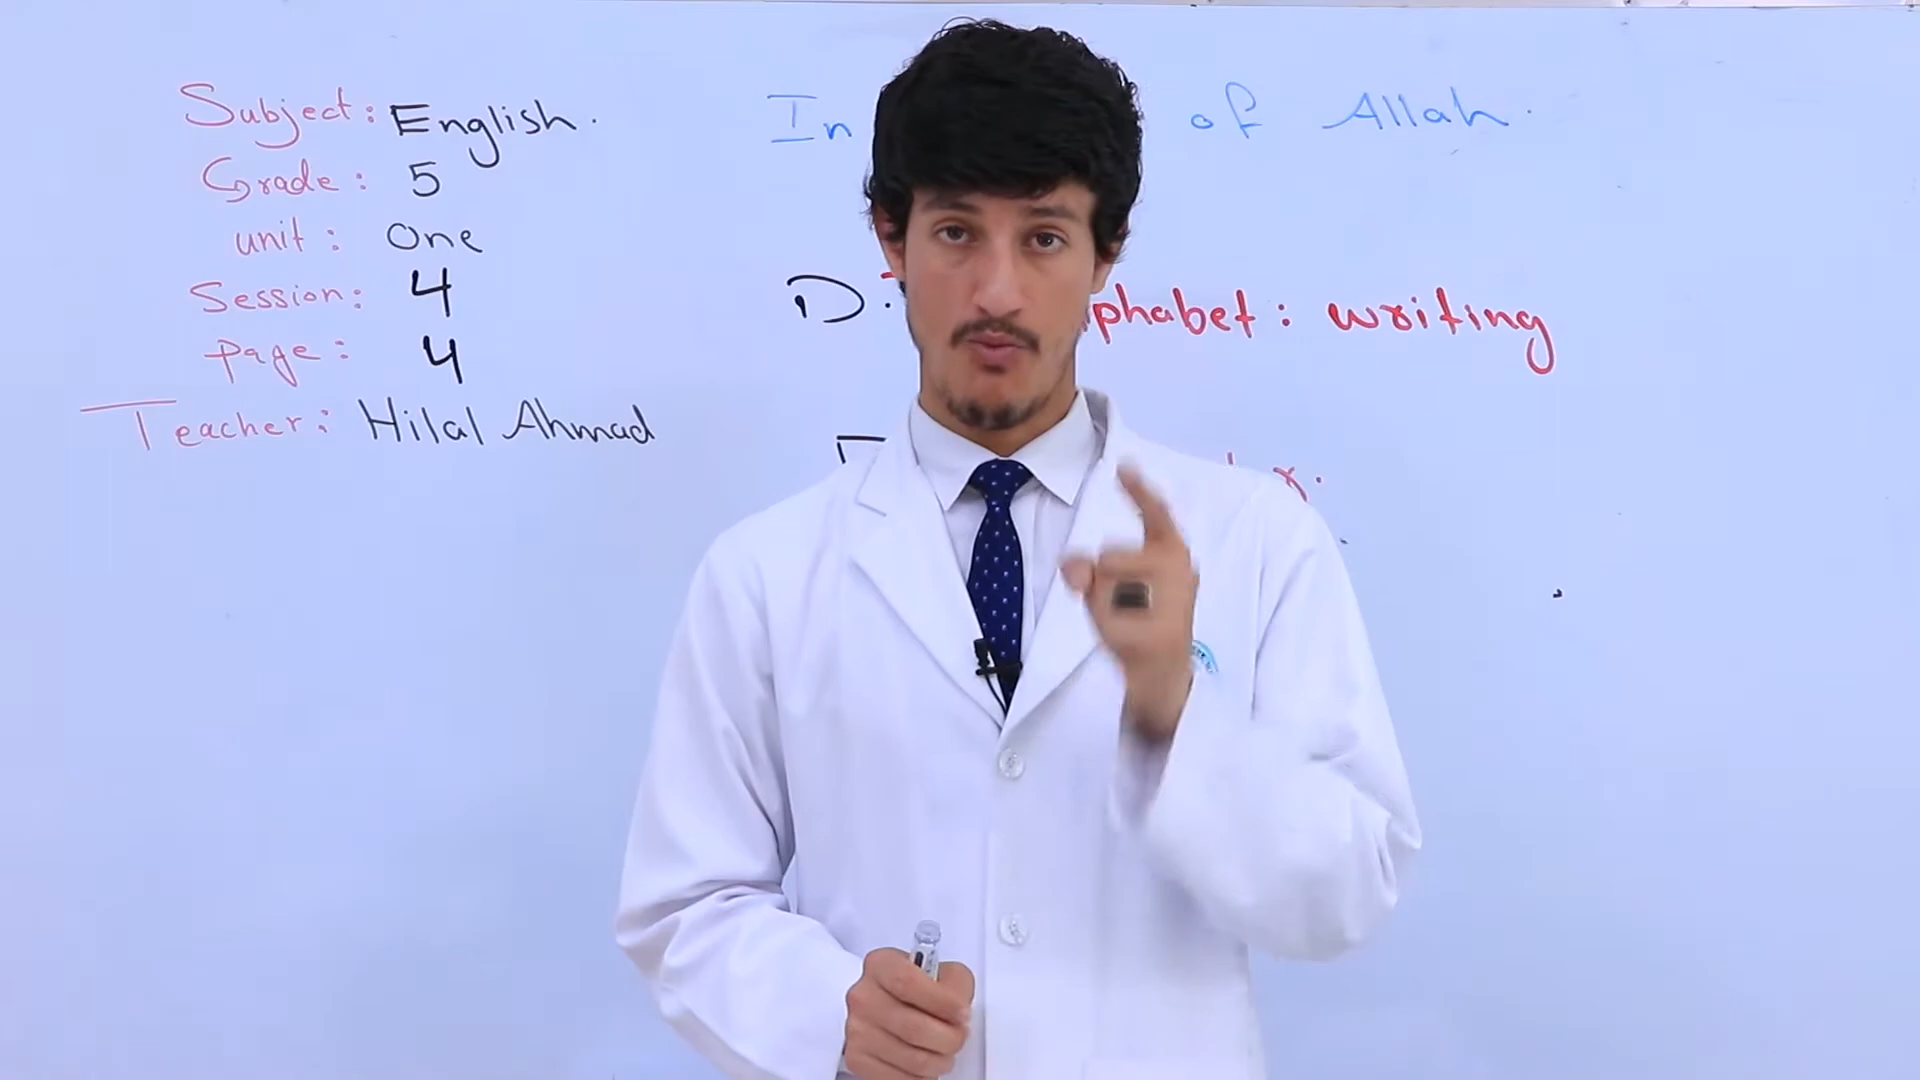 Subject: English.
Grade: 5
unit: One
Session: 4
page: 4
Teacher: Hilal Ahmad
In of Allah.
D. phabet: writing